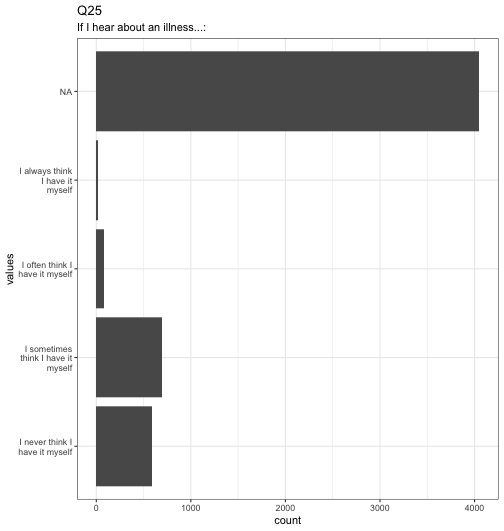 Q25
If I hear about an illness...:
NA
I always think
I have it
myself
I often think I
have it myself
I sometimes
think I have it
myself
I never think I
have it myself
values
0
1000
2000
3000
4000
count